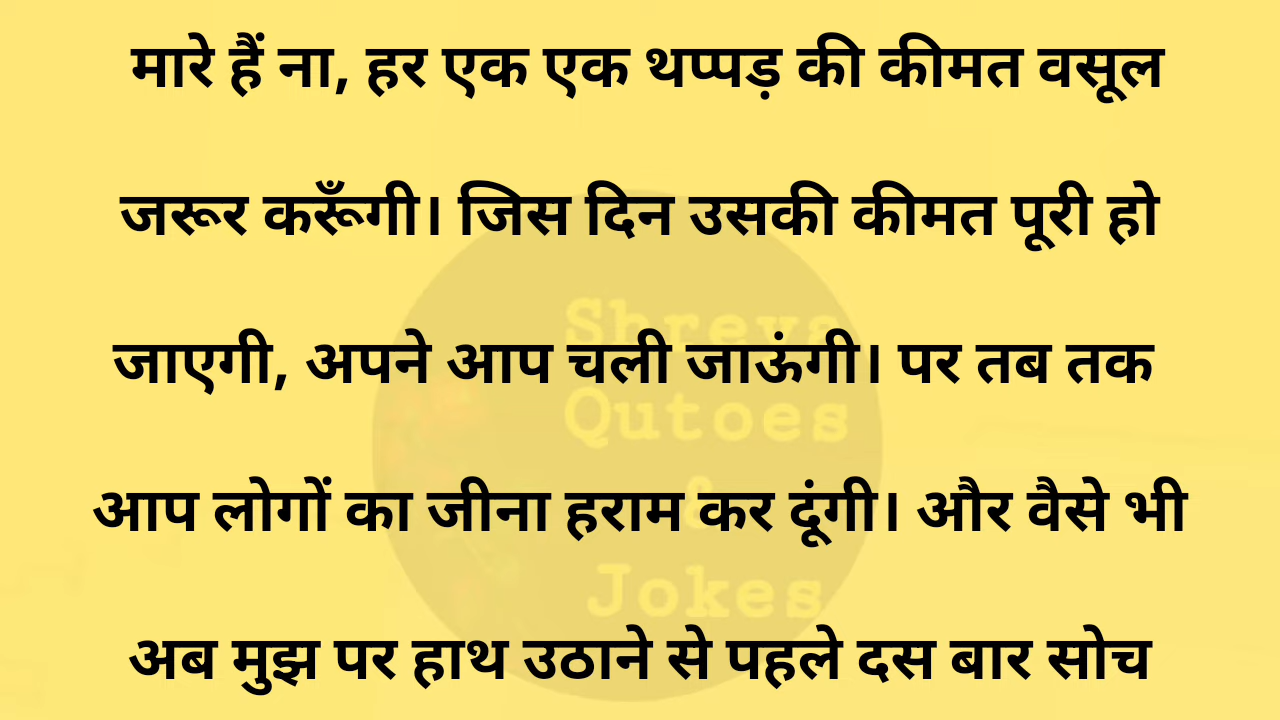 मारे हैं ना, हर एक एक थप्पड़ की कीमत वसूल
जरूर करूँगी। जिस दिन उसकी कीमत पूरी हो
जाएगी, अपने आप चली जाऊंगी। पर तब तक
आप लोगों का जीना हराम कर दूंगी। और वैसे भी
अब मुझ पर हाथ उठाने से पहले दस बार सोच
Shreya
Qutoes
&
Jokes